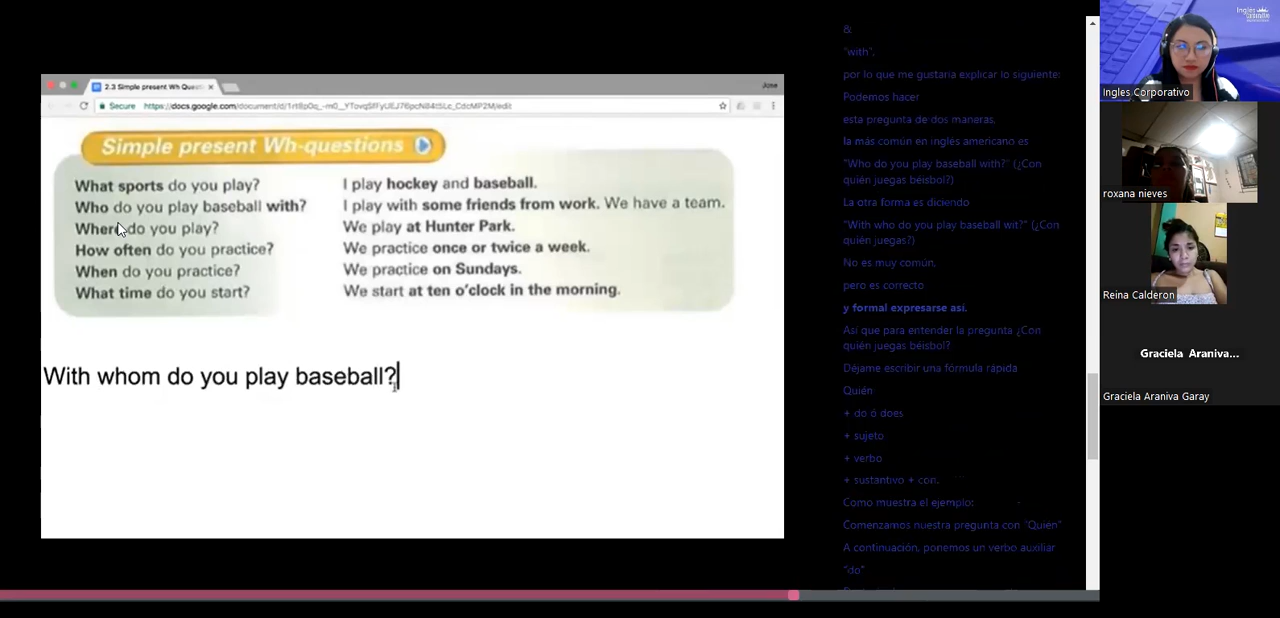 2.3 Simple present Wh Quest
Jose
Secure
Simple present Wh-questions
What sports do you play? I play hockey and baseball.
Who do you play baseball with? I play with some friends from work. We have a team.
Where do you play? We play at Hunter Park.
How often do you practice? We practice once or twice a week.
When do you practice? We practice on Sundays.
What time do you start? We start at ten o'clock in the morning.
With whom do you play baseball?
&
"with",
por lo que me gustaría explicar lo siguiente:
Podemos hacer
esta pregunta de dos maneras,
la más común en inglés americano es
"Who do you play baseball with?" (¿Con
quién juegas béisbol?)
La otra forma es diciendo
"With who do you play baseball wit?" (¿Con
quién juegas?)
No es muy común,
pero es correcto
y formal expresarse así.
Así que para entender la pregunta ¿Con
quién juegas béisbol?
Déjame escribir una fórmula rápida
Quién
+ do ó does
+ sujeto
+ verbo
+ sustantivo + con.
Como muestra el ejemplo:
Comenzamos nuestra pregunta con "Quién"
A continuación, ponemos un verbo auxiliar
"do"
Ingles Corporativo
roxana nieves
Reina Calderon
Graciela Araniva...
Graciela Araniva Garay